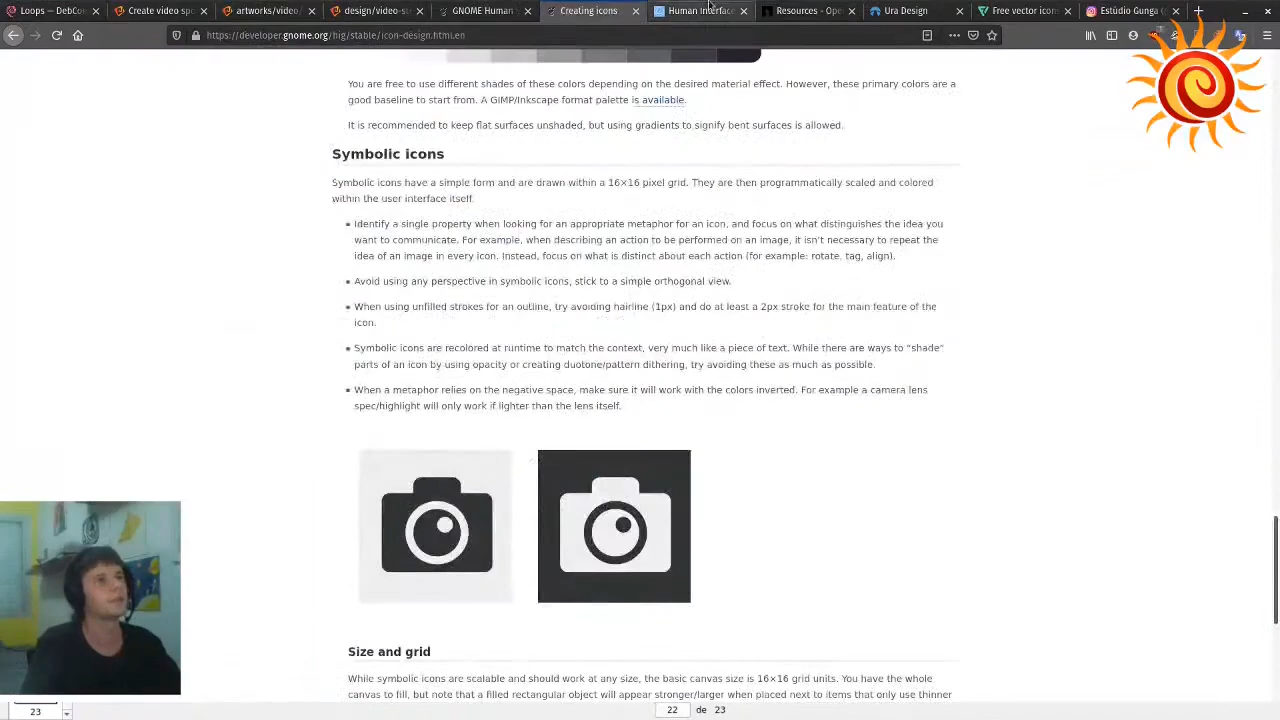 Loops — DebCon
Create video spo
artworks/video/
design/video-st
GNOME Human
Creating icons
Human Interface
Resources - Ope
Ura Design
Free vector icons
Estúdio Gunga (
https://developer.gnome.org/hig/stable/icon-design.html.en
You are free to use different shades of these colors depending on the desired material effect. However, these primary colors are a
good baseline to start from. A GIMP/Inkscape format palette is available.
It is recommended to keep flat surfaces unshaded, but using gradients to signify bent surfaces is allowed.
Symbolic icons
Symbolic icons have a simple form and are drawn within a 16×16 pixel grid. They are then programmatically scaled and colored
within the user interface itself.
Identify a single property when looking for an appropriate metaphor for an icon, and focus on what distinguishes the idea you
want to communicate. For example, when describing an action to be performed on an image, it isn't necessary to repeat the
idea of an image in every icon. Instead, focus on what is distinct about each action (for example: rotate, tag, align).
Avoid using any perspective in symbolic icons, stick to a simple orthogonal view.
When using unfilled strokes for an outline, try avoiding hairline (1px) and do at least a 2px stroke for the main feature of the
icon.
Symbolic icons are recolored at runtime to match the context, very much like a piece of text. While there are ways to “shade”
parts of an icon by using opacity or creating duotone/pattern dithering, try avoiding these as much as possible.
When a metaphor relies on the negative space, make sure it will work with the colors inverted. For example a camera lens
spec/highlight will only work if lighter than the lens itself.
Size and grid
While symbolic icons are scalable and should work at any size, the basic canvas size is 16×16 grid units. You have the whole
canvas to fill, but note that a filled rectangular object will appear stronger/larger when placed next to items that only use thinner
23
22 de 23